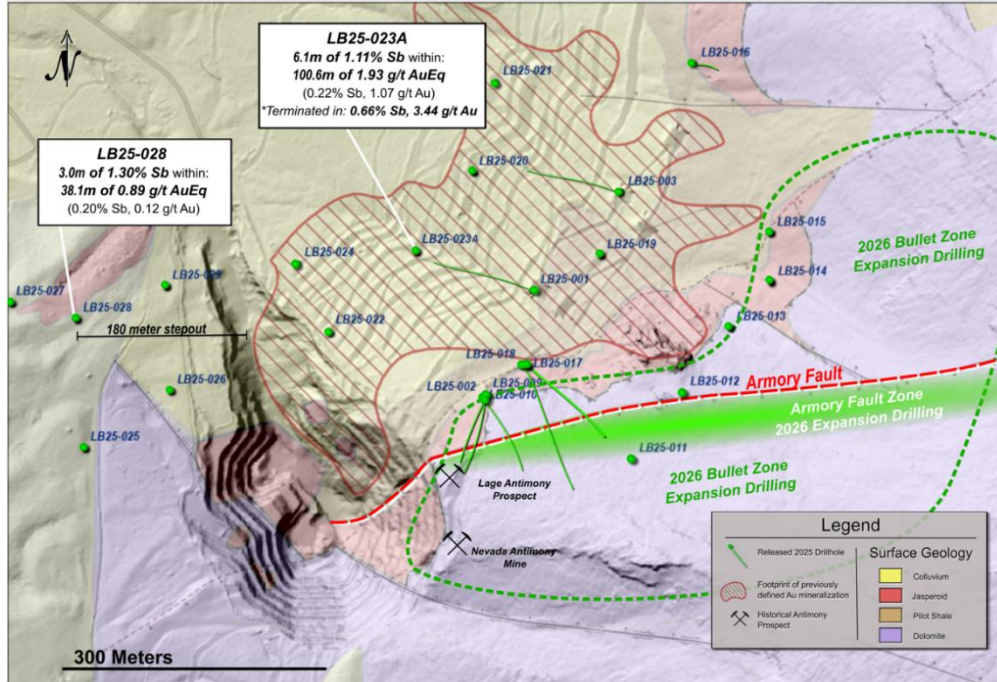 N
LB25-023A
6.1m of 1.11% Sb within:
100.6m of 1.93 g/t AuEq
(0.22% Sb, 1.07 g/t Au)
*Terminated in: 0.66% Sb, 3.44 g/t Au
LB25-028
3.0m of 1.30% Sb within:
38.1m of 0.89 g/t AuEq
(0.20% Sb, 0.12 g/t Au)
LB25-016
LB25-021
LB25-020
LB25-003
LB25-015
2026 Bullet Zone
Expansion Drilling
LB25-023A
LB25-019
LB25-024
LB25-014
LB25-001
LB25-027
LB25-028
180 meter stepout
LB25-022
LB25-013
LB25-018
LB25-017
LB25-009
LB25-002
LB25-010
LB25-012
Armory Fault
Armory Fault Zone
2026 Expansion Drilling
LB25-026
LB25-025
LB25-011
2026 Bullet Zone
Expansion Drilling
Lage Antimony
Prospect
Nevada Antimony
Mine
300 Meters
Legend
Released 2025 Drillhole
Footprint of previously
defined Au mineralization
Historical Antimony
Prospect
Surface Geology
Colluvium
Jasperoid
Pilot Shale
Dolomite